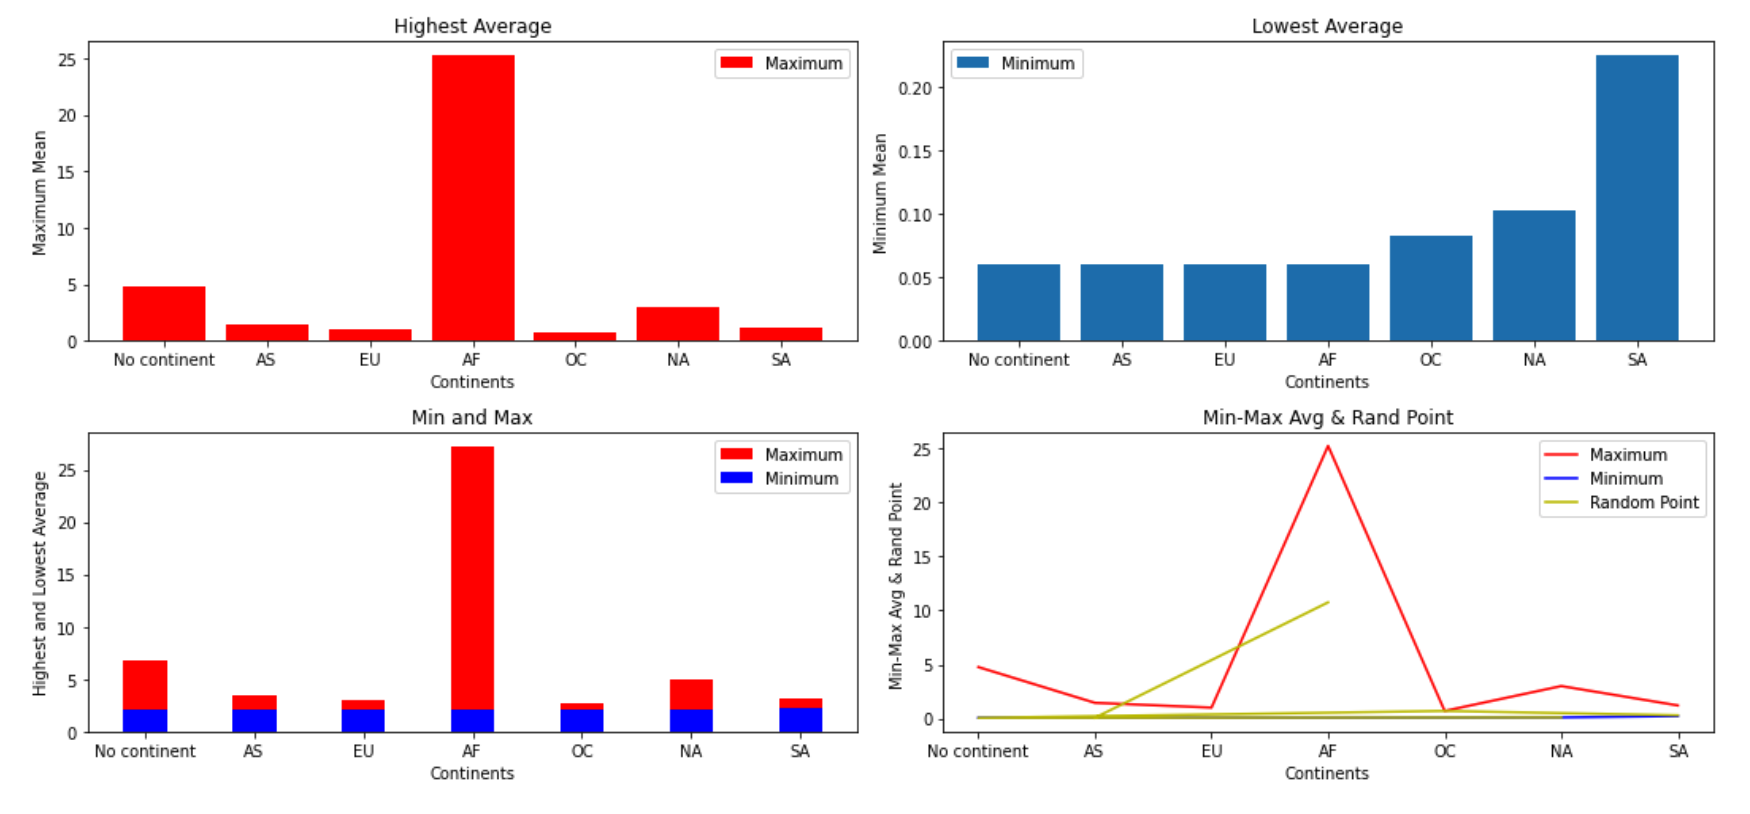 Highest Average
Maximum
25
20
15
10
5
0
Maximum Mean
No continent AS EU AF OC NA SA
Continents
Lowest Average
Minimum
0.20
0.15
0.10
0.05
0.00
Minimum Mean
No continent AS EU AF OC NA SA
Continents
Min and Max
Maximum
Minimum
25
20
15
10
5
0
Highest and Lowest Average
No continent AS EU AF OC NA SA
Continents
Min-Max Avg & Rand Point
Maximum
Minimum
Random Point
25
20
15
10
5
0
Min-Max Avg & Rand Point
No continent AS EU AF OC NA SA
Continents